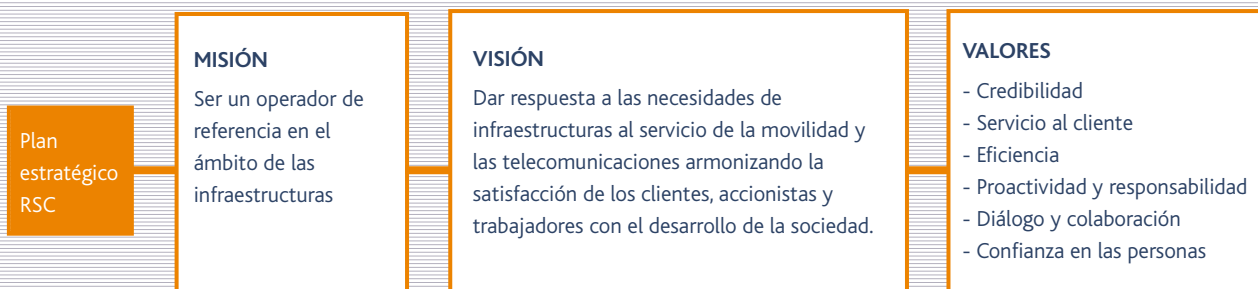 Plan
estratégico
RSC
MISIÓN
Ser un operador de
referencia en el
ámbito de las
infraestructuras
VISIÓN
Dar respuesta a las necesidades de
infraestructuras al servicio de la movilidad y
las telecomunicaciones armonizando la
satisfacción de los clientes, accionistas y
trabajadores con el desarrollo de la sociedad.
VALORES
- Credibilidad
- Servicio al cliente
- Eficiencia
- Proactividad y responsabilidad
- Diálogo y colaboración
- Confianza en las personas